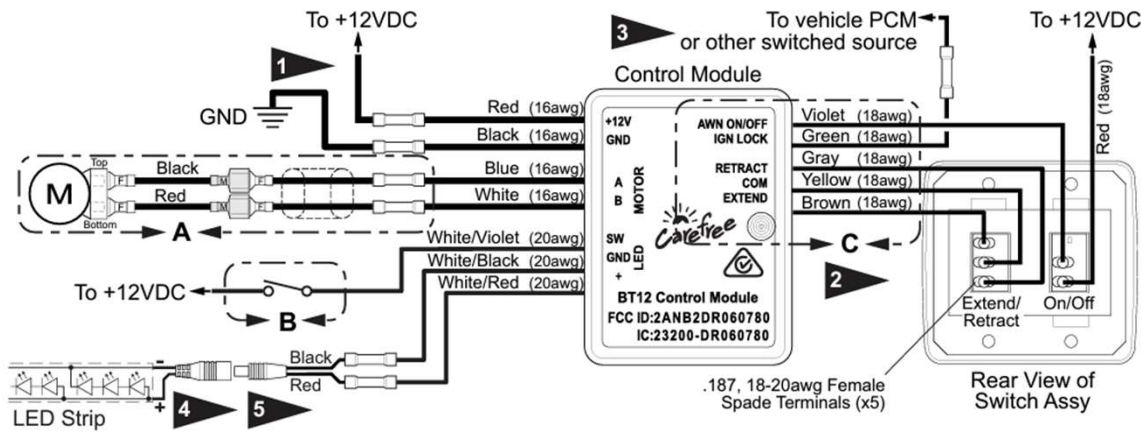 To +12VDC
1
GND
3
To vehicle PCM
or other switched source
To +12VDC
Control Module
Red (16awg)
Black (16awg)
Blue (16awg)
White (16awg)
+12V
GND
A
B
MOTOR
SW
GND
+
LED
AWN ON/OFF
IGN LOCK
RETRACT
COM
EXTEND
Carefree
BT12 Control Module
FCC ID:2ANB2DR060780
IC:23200-DR060780
Violet (18awg)
Green (18awg)
Gray (18awg)
Yellow (18awg)
Brown (18awg)
Red (18awg)
C
2
Top
M
Bottom
Black
Red
F
F
M
M
F
F
A
White/Violet (20awg)
White/Black (20awg)
White/Red (20awg)
To +12VDC
B
Extend/
Retract
On/Off
.187, 18-20awg Female
Spade Terminals (x5)
Rear View of
Switch Assy
Black
Red
-
+
LED Strip
4
5